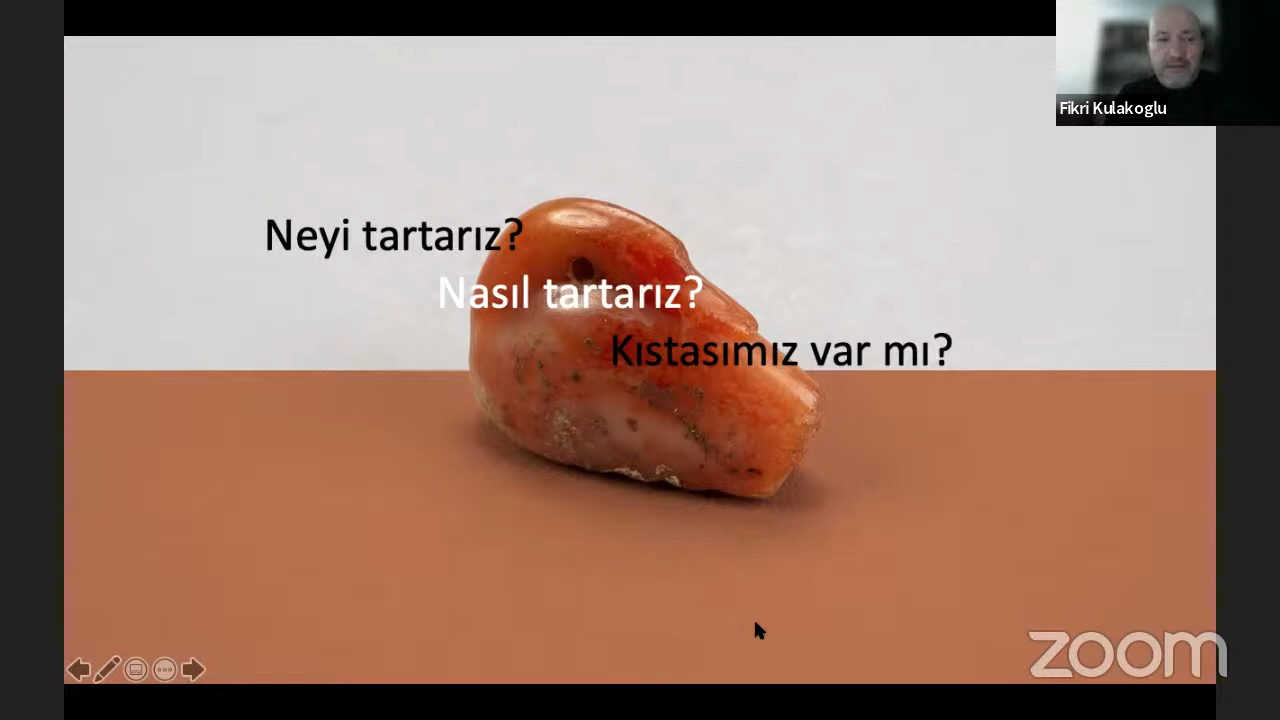 Fikri Kulakoglu
Neyi tartarız?
Nasıl tartarız?
Kıstasımız var mı?
zoom